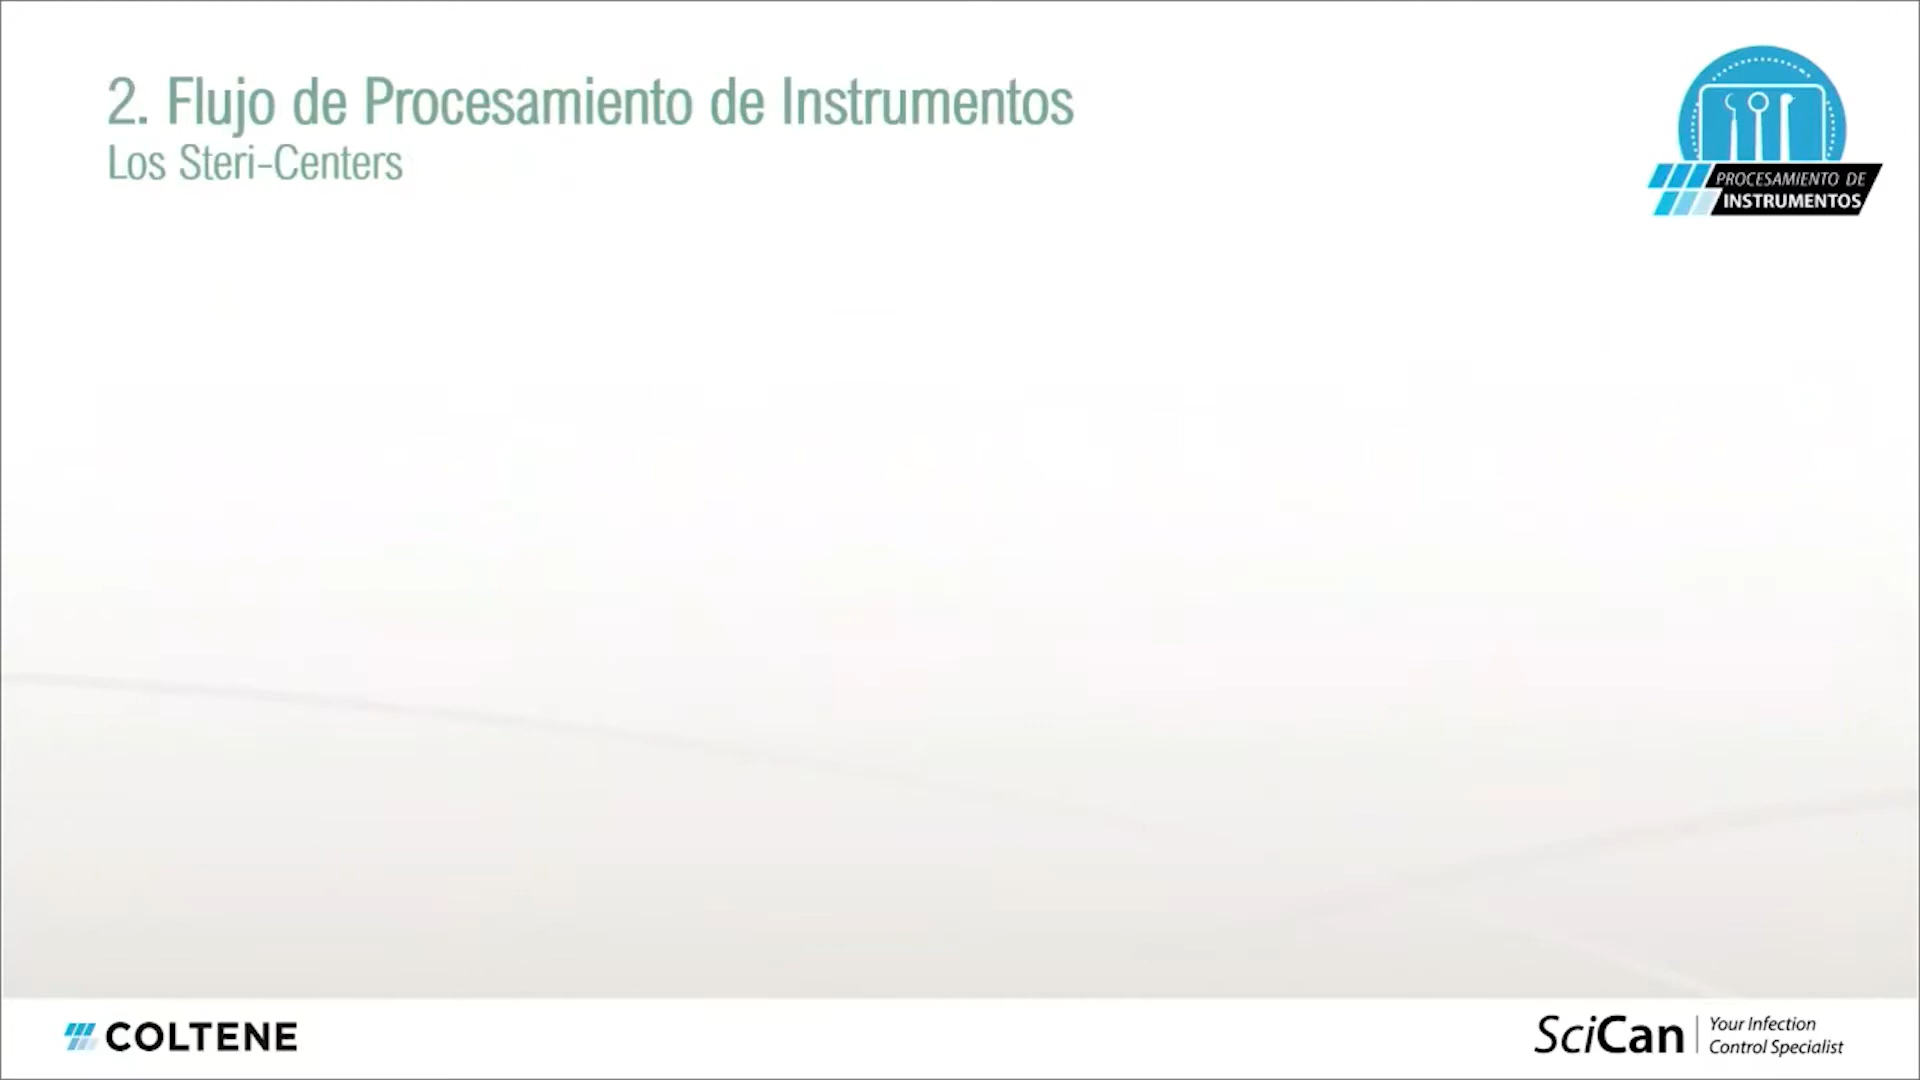 2. Flujo de Procesamiento de Instrumentos
Los Steri-Centers
PROCESAMIENTO DE
INSTRUMENTOS
COLTENE
SciCan
Your Infection
Control Specialist